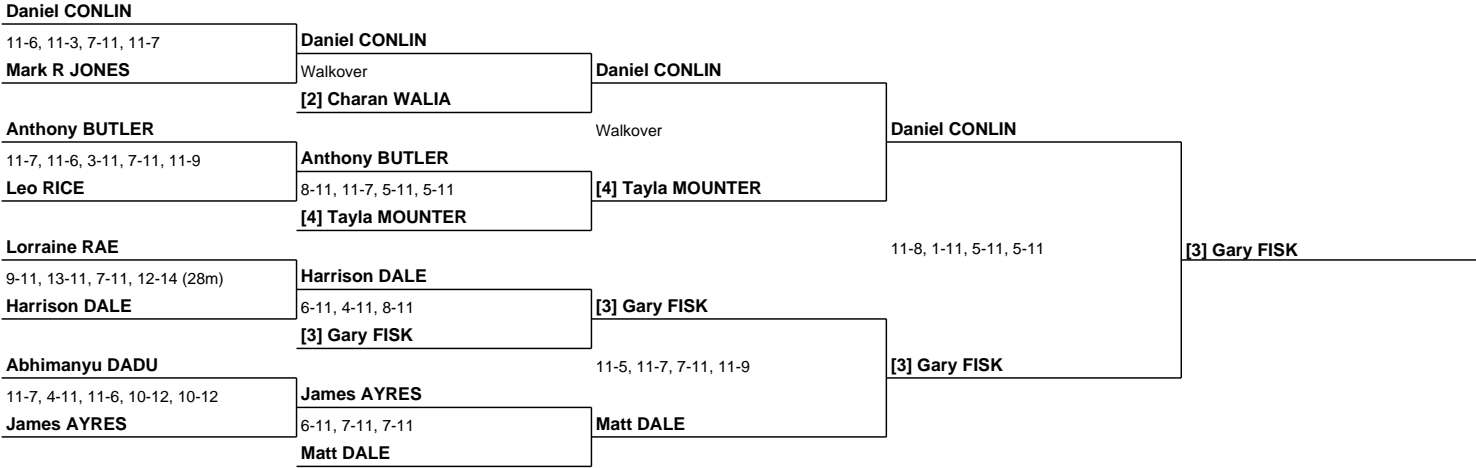 Daniel CONLIN
11-6, 11-3, 7-11, 11-7
Mark R JONES
Anthony BUTLER
11-7, 11-6, 3-11, 7-11, 11-9
Leo RICE
Lorraine RAE
9-11, 13-11, 7-11, 12-14 (28m)
Harrison DALE
Abhimanyu DADU
11-7, 4-11, 11-6, 10-12, 10-12
James AYRES
Daniel CONLIN
Walkover
[2] Charan WALIA
Anthony BUTLER
8-11, 11-7, 5-11, 5-11
[4] Tayla MOUNTER
Harrison DALE
6-11, 4-11, 8-11
[3] Gary FISK
James AYRES
6-11, 7-11, 7-11
Matt DALE
Daniel CONLIN
Walkover
[4] Tayla MOUNTER
[3] Gary FISK
11-5, 11-7, 7-11, 11-9
Matt DALE
Daniel CONLIN
11-8, 1-11, 5-11, 5-11
[3] Gary FISK
[3] Gary FISK